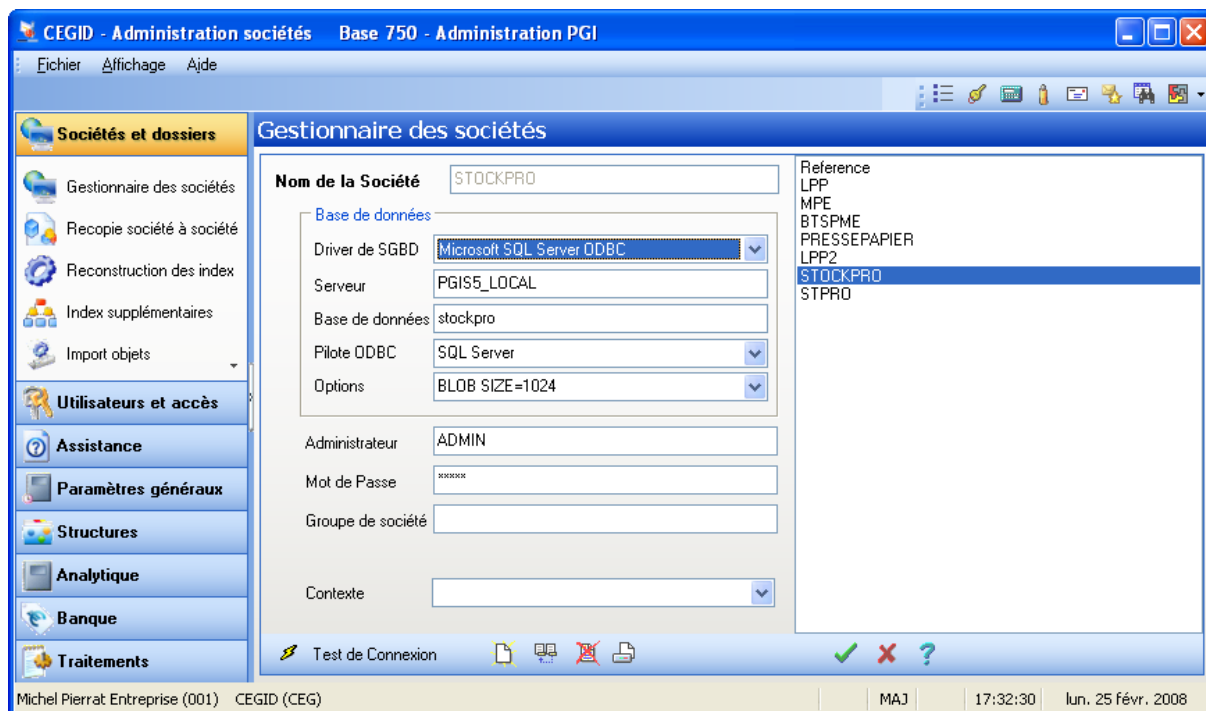 CEGID - Administration sociétés Base 750 - Administration PGI
Fichier Affichage Aide
Sociétés et dossiers
Gestionnaire des sociétés
Recopie société à société
Reconstruction des index
Index supplémentaires
Import objets
Utilisateurs et accès
Assistance
Paramètres généraux
Structures
Analytique
Banque
Traitements
Gestionnaire des sociétés
Nom de la Société STOCKPRO
Base de données
Driver de SGBD Microsoft SQL Server ODBC
Serveur PGIS5_LOCAL
Base de données stockpro
Pilote ODBC SQL Server
Options BLOB SIZE=1024
Administrateur ADMIN
Mot de Passe xxxxx
Groupe de société
Contexte
Test de Connexion
Reference
LPP
MPE
BTSPME
PRESSEPAPIER
LPP2
STOCKPRO
STPRO
Michel Pierrat Entreprise (001) CEGID (CEG) MAJ 17:32:30 lun. 25 févr. 2008